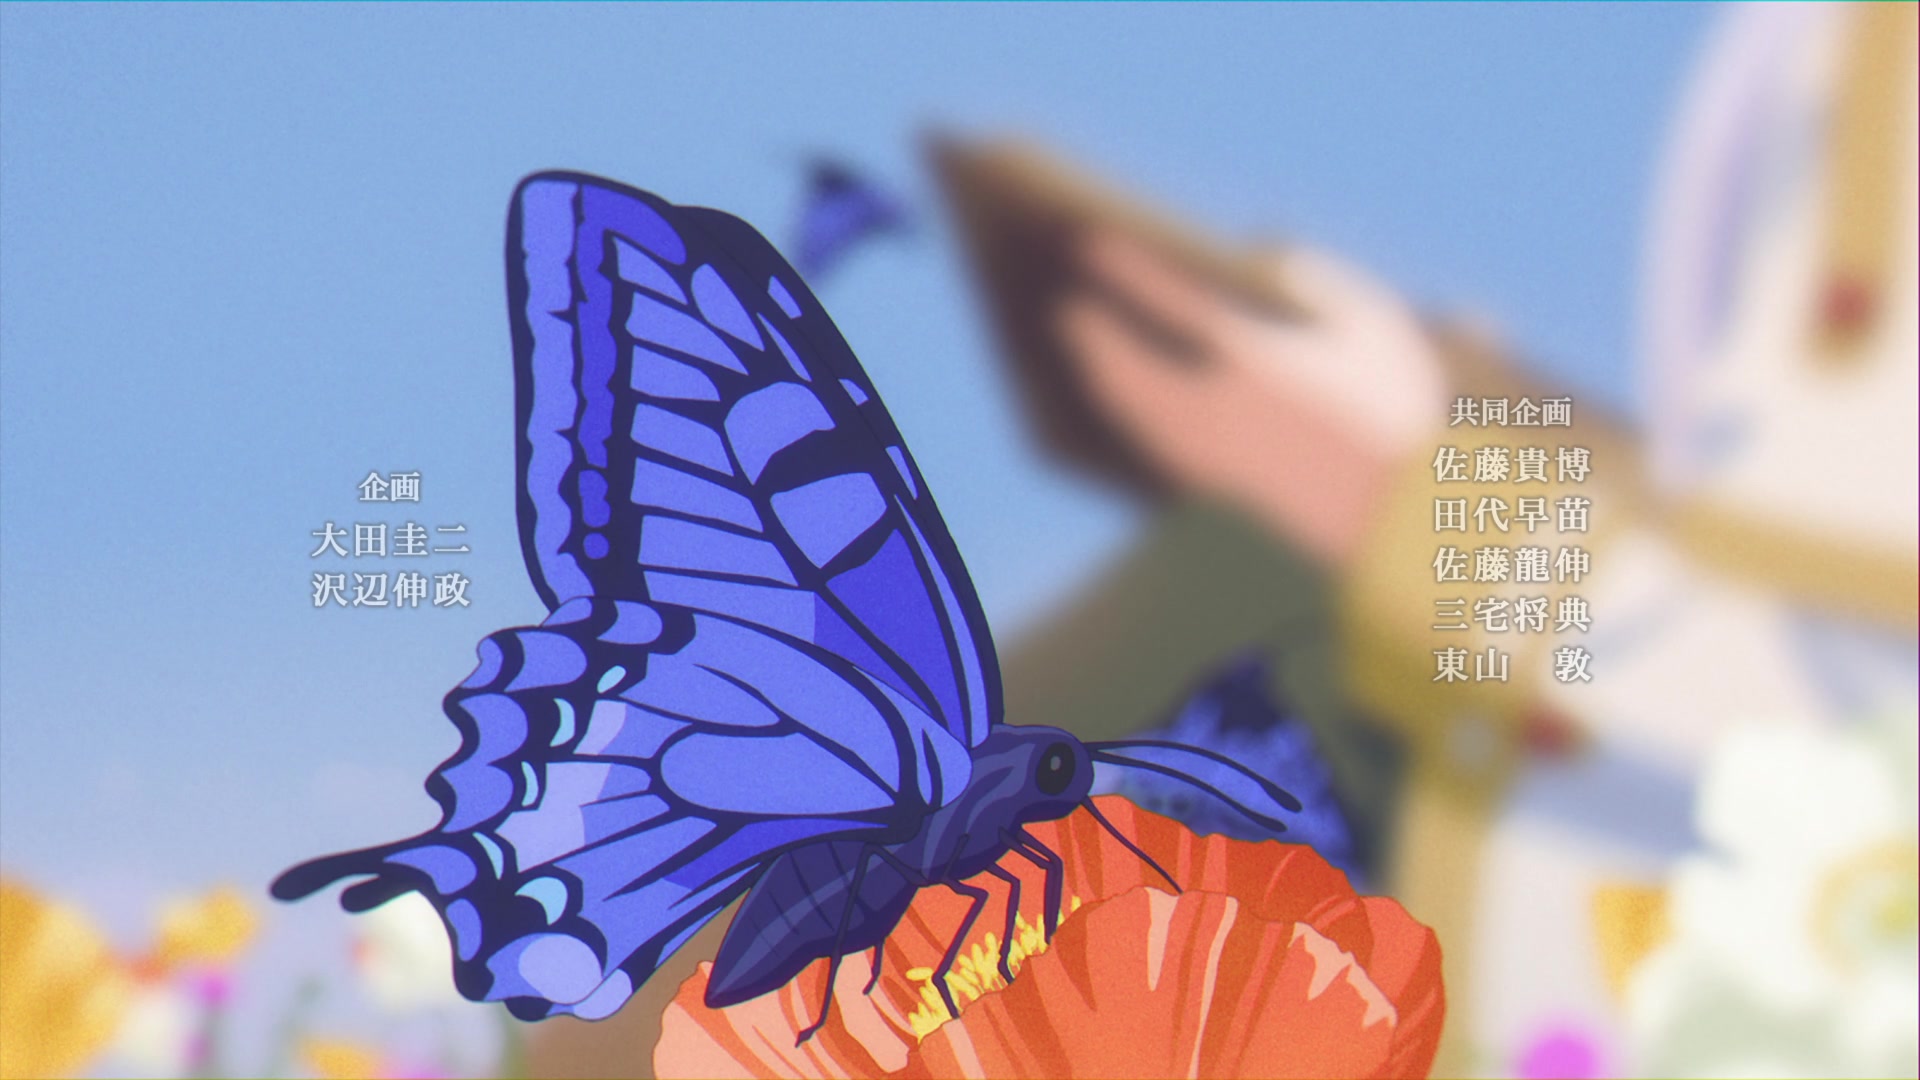 企画
大田圭二
沢辺伸政
共同企画
佐藤貴博
田代早苗
佐藤龍伸
三宅将典
東山　敦